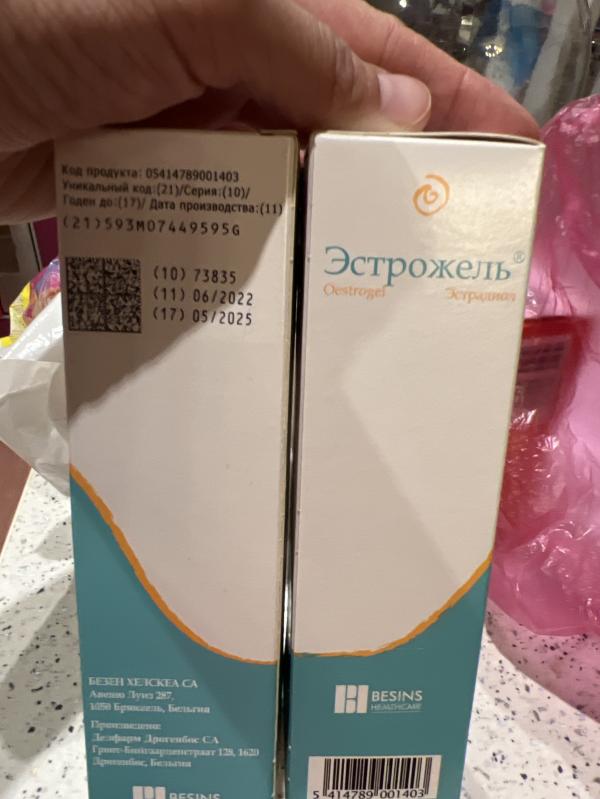 Код продукта: 05414789001403
Уникальный код:(21)/Серия:(10)/
Годен до:(17)/ Дата производства:(11)
(21)593M07449595G
(10) 73835
(11) 06/2022
(17) 05/2025
БЕЗЕН ХЕЛСКЕА СА
Авеню Луиз 287,
1050 Брюссель, Бельгия
Произведено:
Делфарм Дрогенбос СА
Гроот-Бийгаарденстраат 128, 1620
Дрогенбос, Бельгия
BESINS
Эстрожель®
Oestrogel Эстрадиол
BESINS
HEALTHCARE
5 414789 001403